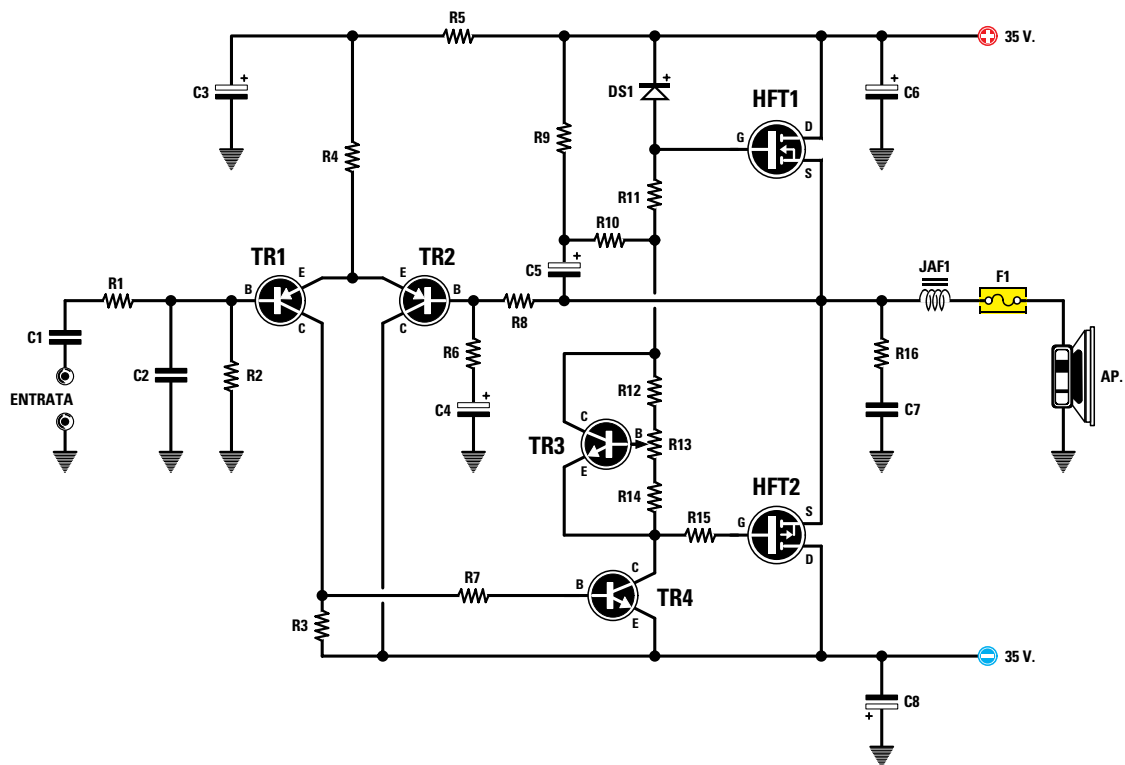 R5
35 V.
C3
DS1
HFT1
C6
R9
D
G
R4
S
R11
R10
TR1
TR2
C5
JAF1
F1
R1
E
E
B
B
R8
C
C
C1
R6
R16
C2
R2
R12
AP.
ENTRATA
C4
C7
C
TR3
B
R13
E
R14
HFT2
R15
S
G
D
R7
C
B
TR4
R3
E
35 V.
C8